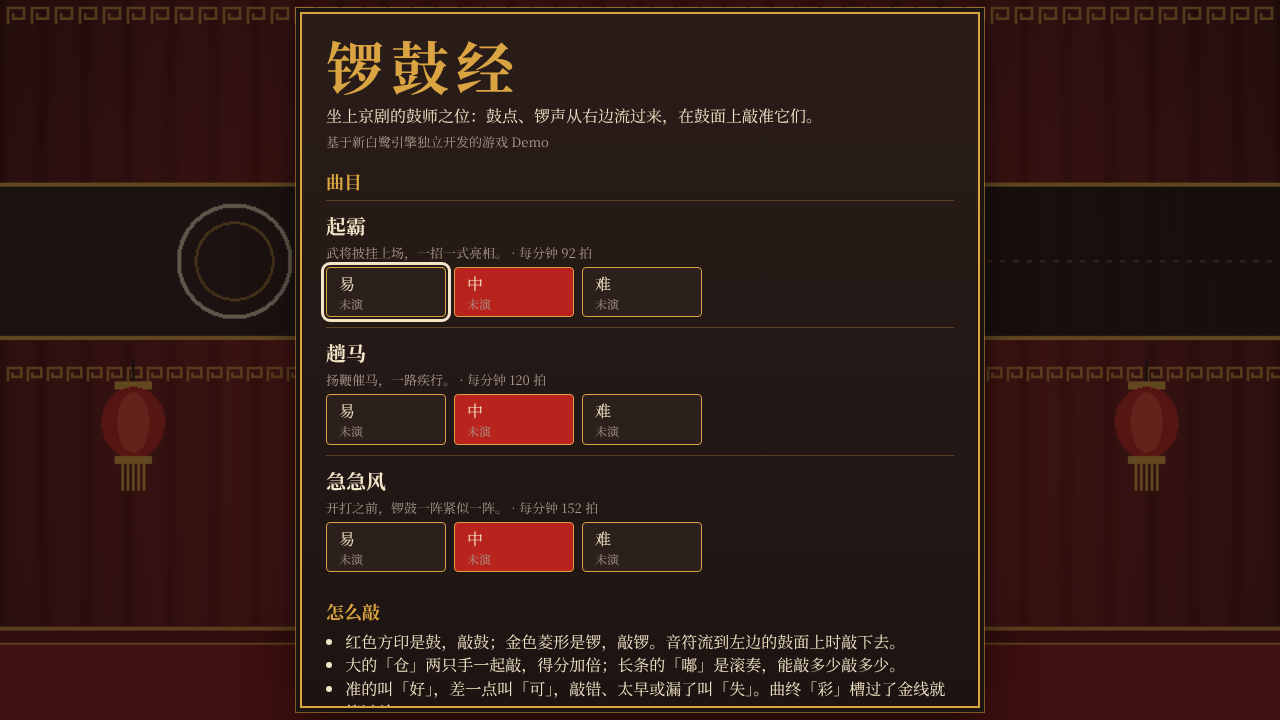 锣鼓经
坐上京剧的鼓师之位：鼓点、锣声从右边流过来，在鼓面上敲准它们。
基于新白鹭引擎独立开发的游戏 Demo
曲目
起霸
武将披挂上场，一招一式亮相。 · 每分钟 92 拍
易 中 难
未演 未演 未演
趟马
扬鞭催马，一路疾行。 · 每分钟 120 拍
易 中 难
未演 未演 未演
急急风
开打之前，锣鼓一阵紧似一阵。 · 每分钟 152 拍
易 中 难
未演 未演 未演
怎么敲
红色方印是鼓，敲鼓；金色菱形是锣，敲锣。音符流到左边的鼓面上时敲下去。
大的「仓」两只手一起敲，得分加倍；长条的「嘟」是滚奏，能敲多少敲多少。
准的叫「好」，差一点叫「可」，敲错、太早或漏了叫「失」。曲终「彩」槽过了金线就